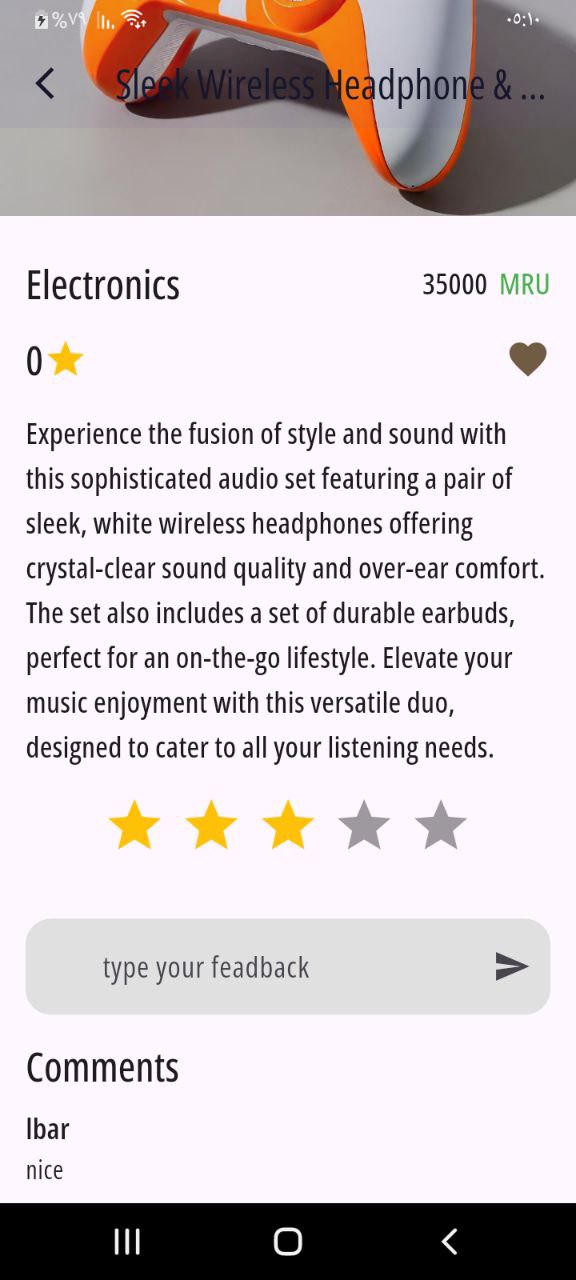 %٧٩
٠٥:١٠
Sleek Wireless Headphone & ...
Electronics
35000 MRU
0
Experience the fusion of style and sound with
this sophisticated audio set featuring a pair of
sleek, white wireless headphones offering
crystal-clear sound quality and over-ear comfort.
The set also includes a set of durable earbuds,
perfect for an on-the-go lifestyle. Elevate your
music enjoyment with this versatile duo,
designed to cater to all your listening needs.
type your feadback
Comments
lbar
nice